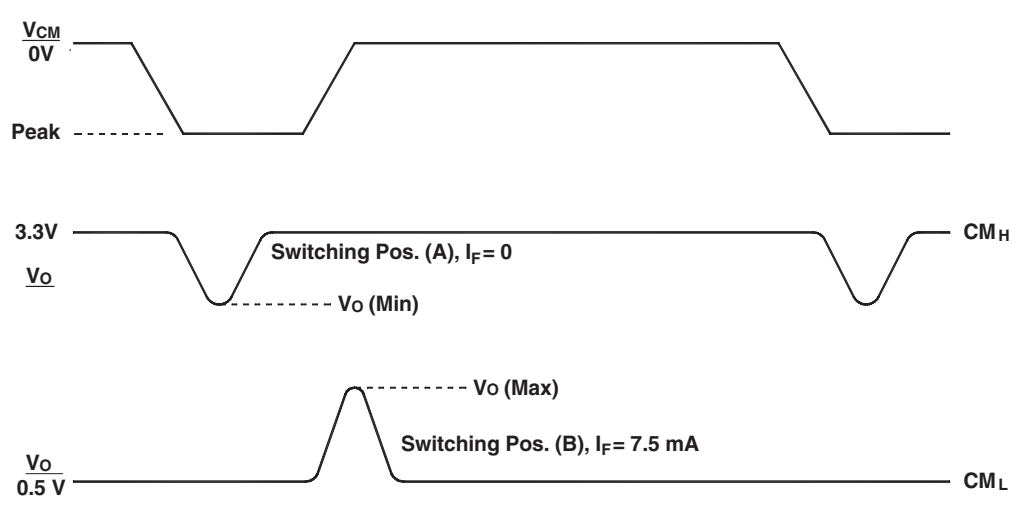 VCM
0V
Peak
3.3V
CMH
Switching Pos. (A), IF = 0
VO
VO (Min)
VO (Max)
Switching Pos. (B), IF = 7.5 mA
VO
0.5 V
CML